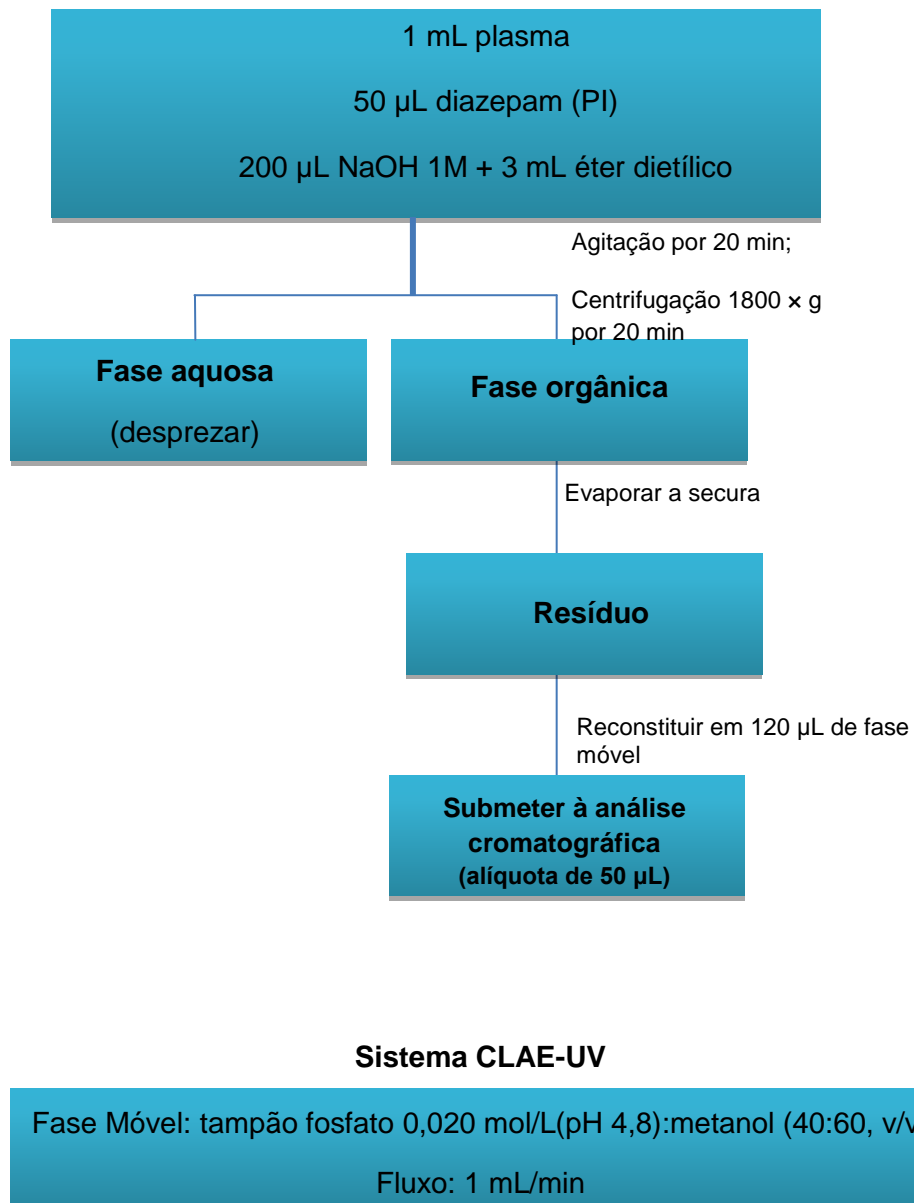 1 mL plasma
50 µL diazepam (PI)
200 µL NaOH 1M + 3 mL éter dietílico
Agitação por 20 min;
Centrifugação 1800 × g
por 20 min
Fase aquosa
(desprezar)
Fase orgânica
Evaporar a secura
Resíduo
Reconstituir em 120 µL de fase
móvel
Submeter à análise
cromatográfica
(alíquota de 50 µL)
Sistema CLAE-UV
Fase Móvel: tampão fosfato 0,020 mol/L(pH 4,8):metanol (40:60, v/v
Fluxo: 1 mL/min